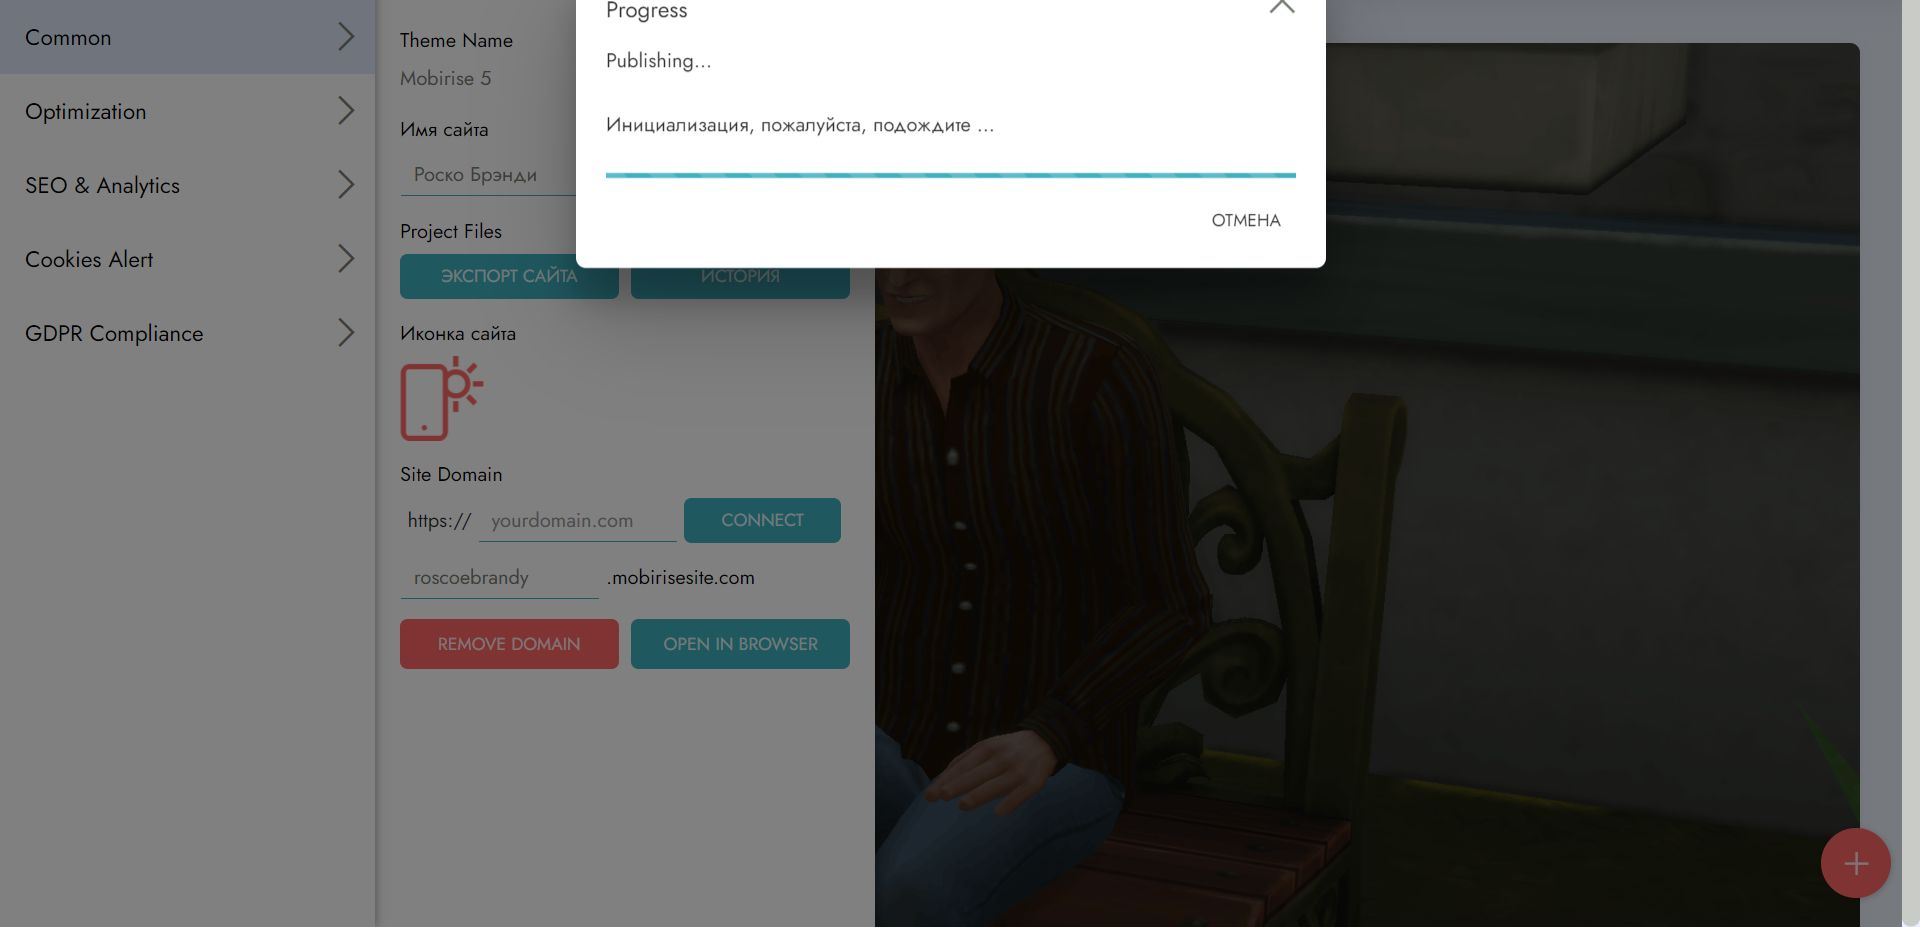 Common
Optimization
SEO & Analytics
Cookies Alert
GDPR Compliance
Theme Name
Mobirise 5
Имя сайта
Роско Брэнди
Project Files
ЭКСПОРТ САЙТА
ИСТОРИЯ
Иконка сайта
Site Domain
https://
yourdomain.com
CONNECT
roscoebrandy
.mobirisesite.com
REMOVE DOMAIN
OPEN IN BROWSER
Progress
Publishing...
Инициализация, пожалуйста, подождите ...
ОТМЕНА